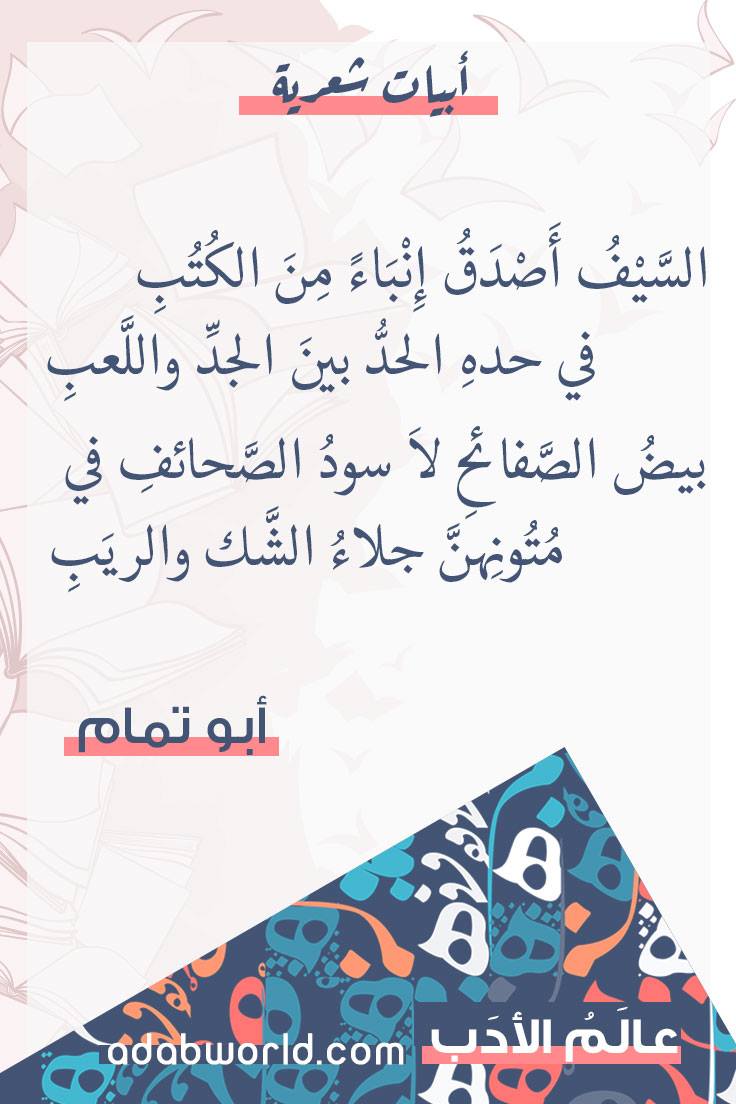 أبيات شعرية
السَّيْفُ أَصْدَقُ إِنْبَاءً مِنَ الكُتُبِ
في حدهِ الحدُّ بينَ الجدِّ واللَّعبِ
بيضُ الصَّفائحِ لاَ سودُ الصَّحائفِ في
مُتُونِهنَّ جلاءُ الشَّك والريَبِ
أبو تمام
عالَمُ الأدَب
adabworld.com